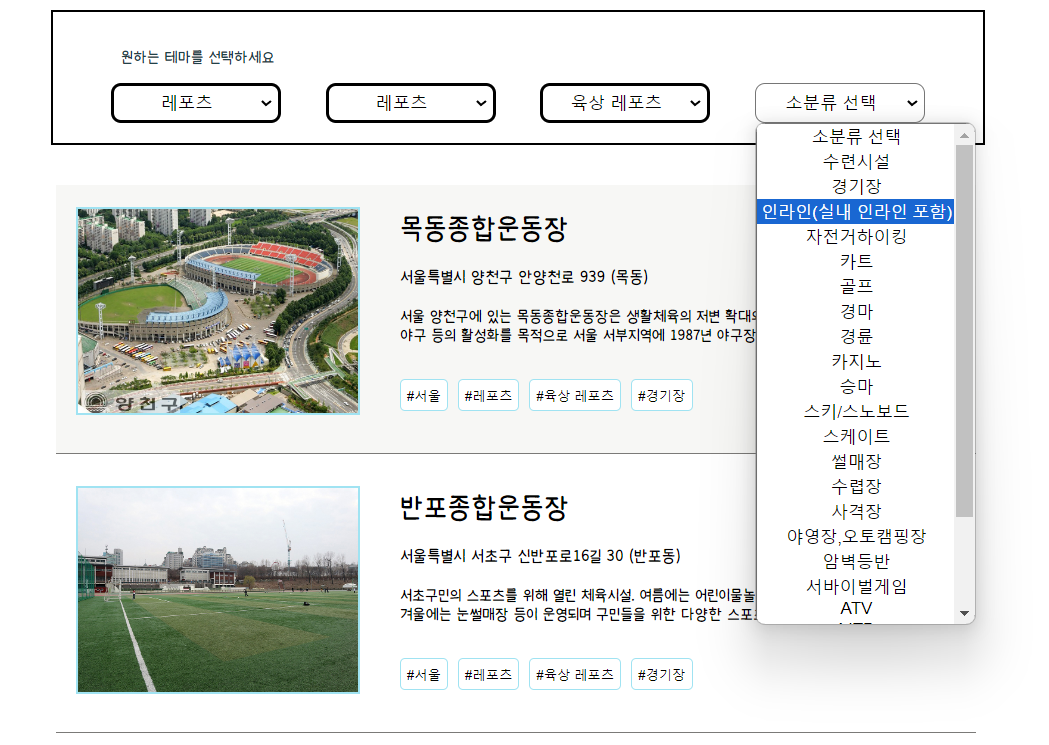 원하는 테마를 선택하세요
레포츠 레포츠 육상 레포츠 소분류 선택
소분류 선택
수련시설
경기장
인라인(실내 인라인 포함)
자전거하이킹
카트
골프
경마
경륜
카지노
승마
스키/스노보드
스케이트
썰매장
수렵장
사격장
야영장,오토캠핑장
암벽등반
서바이벌게임
ATV
목동종합운동장
서울특별시 양천구 안양천로 939 (목동)
서울 양천구에 있는 목동종합운동장은 생활체육의 저변 확대
야구 등의 활성화를 목적으로 서울 서부지역에 1987년 야구장
#서울 #레포츠 #육상 레포츠 #경기장
양천구
반포종합운동장
서울특별시 서초구 신반포로16길 30 (반포동)
서초구민의 스포츠를 위해 열린 체육시설. 여름에는 어린이물놀
겨울에는 눈썰매장 등이 운영되며 구민들을 위한 다양한 스포
#서울 #레포츠 #육상 레포츠 #경기장